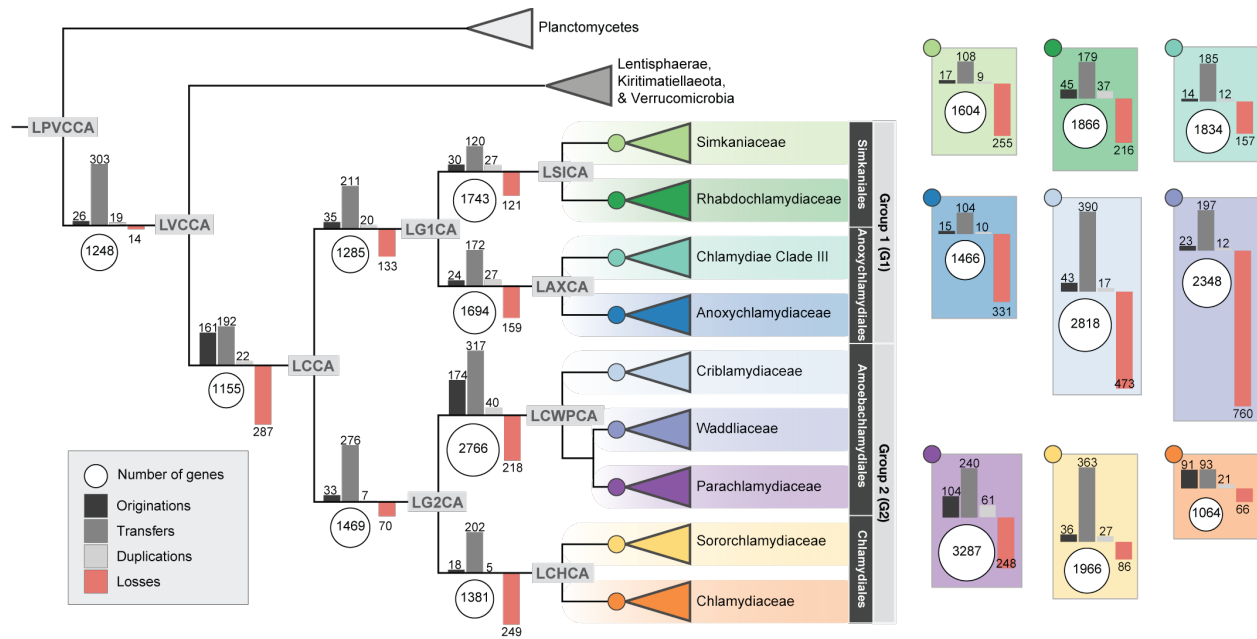 Planctomycetes
Lentisphaerae,
Kiritimatiellaeota,
& Verrucomicrobia
LPVCCA
303
26
19
14
1248
LVCCA
161
192
22
287
1155
LCCA
211
35
20
133
1285
LG1CA
120
30
27
121
1743
LSICA
172
24
27
159
1694
LAXCA
276
33
7
70
1469
LG2CA
317
174
40
218
2766
LCWPCA
202
18
5
249
1381
LCHCA
Simkaniaceae
Rhabdochlamydiaceae
Chlamydiae Clade III
Anoxychlamydiaceae
Criblamydiaceae
Waddliaceae
Parachlamydiaceae
Sororchlamydiaceae
Chlamydiaceae
Simkaniales
Anoxychlamydiales
Amoebachlamydiales
Chlamydiales
Group 1 (G1)
Group 2 (G2)
Number of genes
Originations
Transfers
Duplications
Losses
108
17
9
1604
255
179
45
37
1866
216
185
14
12
1834
157
104
15
10
1466
331
390
43
17
2818
473
197
23
12
2348
760
240
104
61
3287
248
363
36
27
1966
86
91
93
21
1064
66